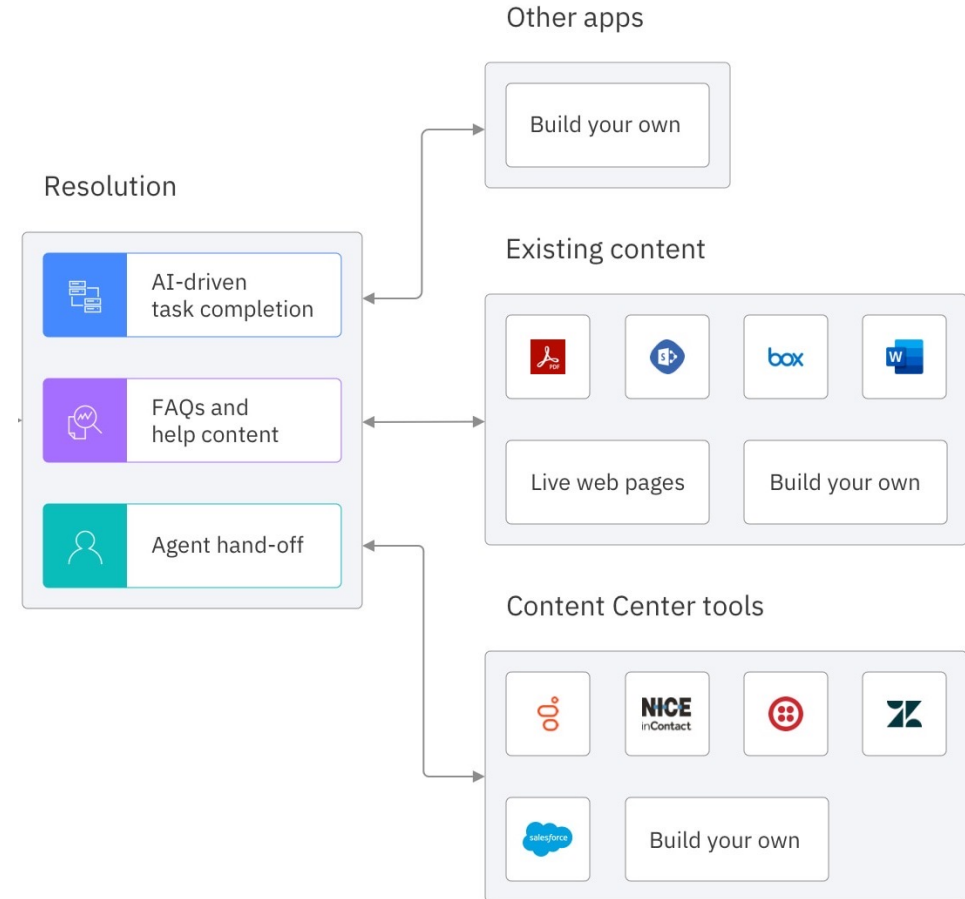 Other apps
Build your own
Resolution
AI-driven
task completion
FAQs and
help content
Agent hand-off
Existing content
PDF
S
box
W
Live web pages
Build your own
Content Center tools
NICE
inContact
salesforce
Build your own